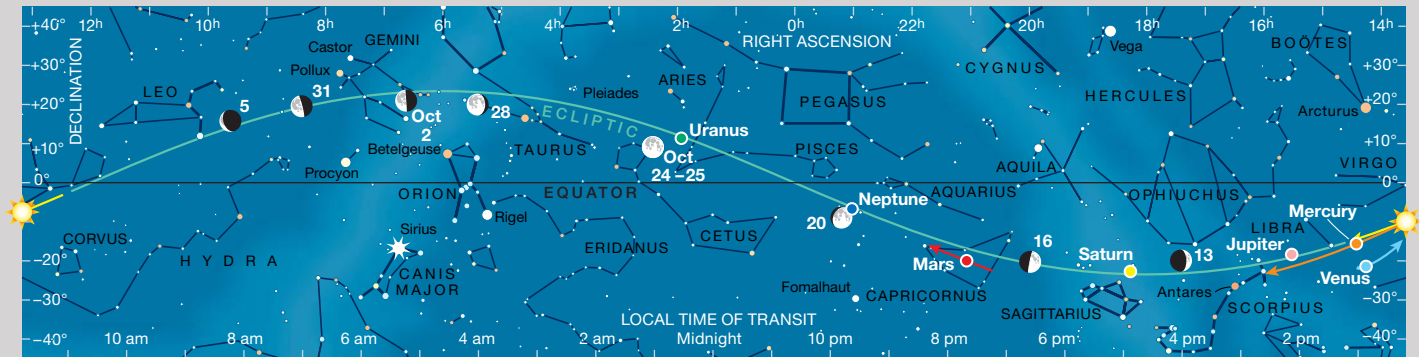 12h 10h 8h 6h 4h 2h 0h 22h 20h 18h 16h 14h
RIGHT ASCENSION
DECLINATION
+40° +40°
+30° +30°
+20° +20°
+10° +10°
0° 0°
−10°
−20° −20°
−30° −30°
−40° −40°
LEO
5
31
Castor
Pollux
GEMINI
Oct
2
28
Pleiades
ARIES
ECLIPTIC
Uranus
Oct
24 – 25
PEGASUS
PISCES
CYGNUS
Vega
HERCULES
BOÖTES
Arcturus
VIRGO
Betelgeuse
TAURUS
Procyon
ORION
EQUATOR
Rigel
Sirius
CANIS
MAJOR
CORVUS
HYDRA
ERIDANUS
CETUS
20
Neptune
AQUARIUS
AQUILA
OPHIUCHUS
Mars
16
Saturn
13
LIBRA
Mercury
Jupiter
Venus
Fomalhaut
CAPRICORNUS
SAGITTARIUS
Antares
SCORPIUS
LOCAL TIME OF TRANSIT
10 am 8 am 6 am 4 am 2 am Midnight 10 pm 8 pm 6 pm 4 pm 2 pm